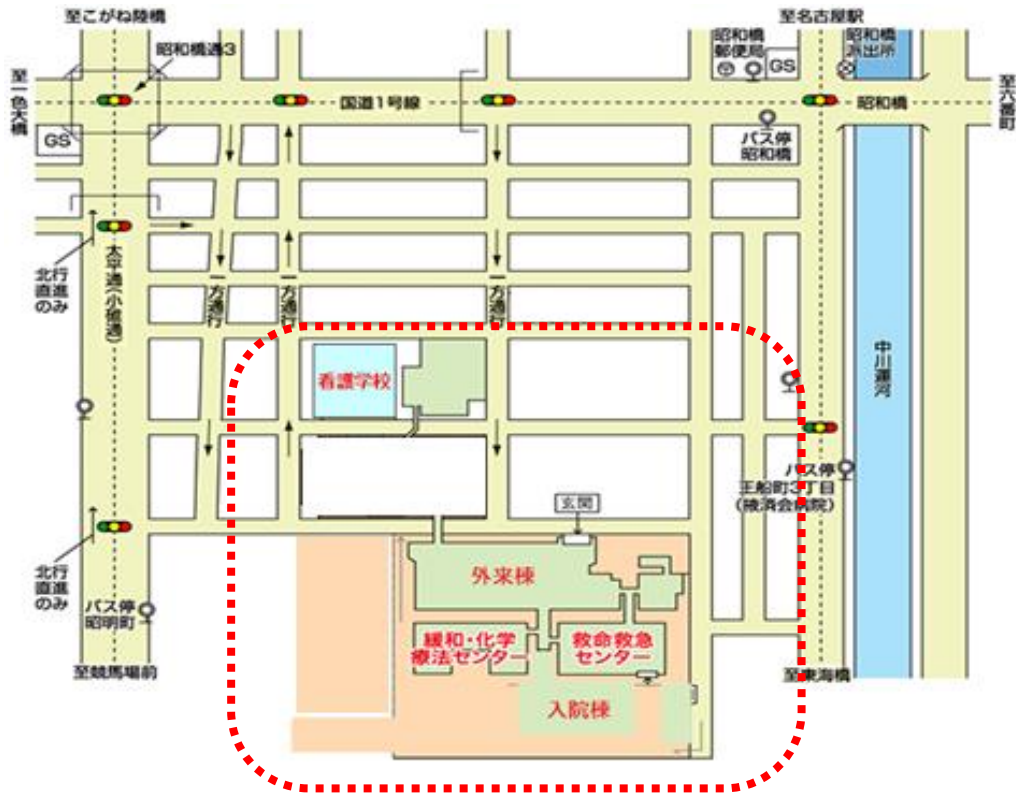 至こがね陸橋
至名古屋駅
昭和橋通3
昭和橋
郵便局
GS
昭和橋
派出所
至一色大橋
国道1号線
昭和橋
至六番町
GS
バス停
昭和橋
北行
直進
のみ
太平通(小碓通)
一方通行
一方通行
一方通行
中川運河
看護学校
バス停
玉船町3丁目
(掖済会病院)
玄関
北行
直進
のみ
外来棟
バス停
昭明町
緩和・化学
療法センター
救命救急
センター
至競馬場前
至東海橋
入院棟